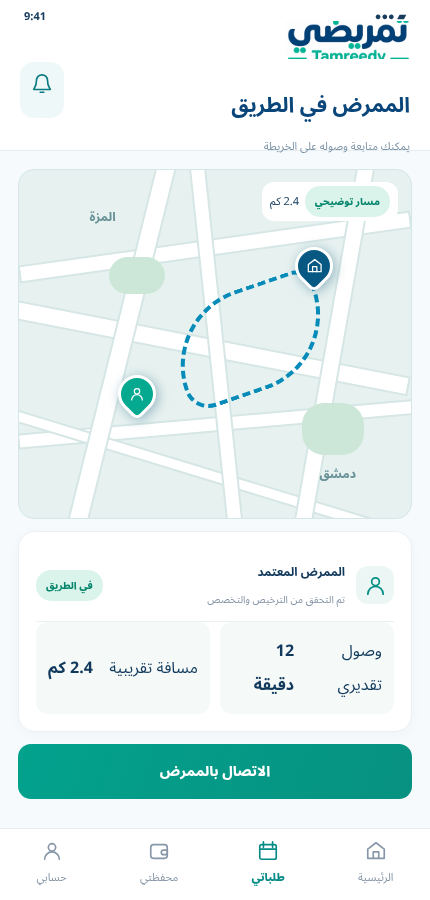 9:41
تمريضي
Tamreedy
الممرض في الطريق
يمكنك متابعة وصوله على الخريطة
مسار توضيحي
2.4 كم
المزة
دمشق
الممرض المعتمد
تم التحقق من الترخيص والتخصص
في الطريق
وصول تقديري
12 دقيقة
مسافة تقريبية
2.4 كم
الاتصال بالممرض
الرئيسية
طلباتي
محفظتي
حسابي